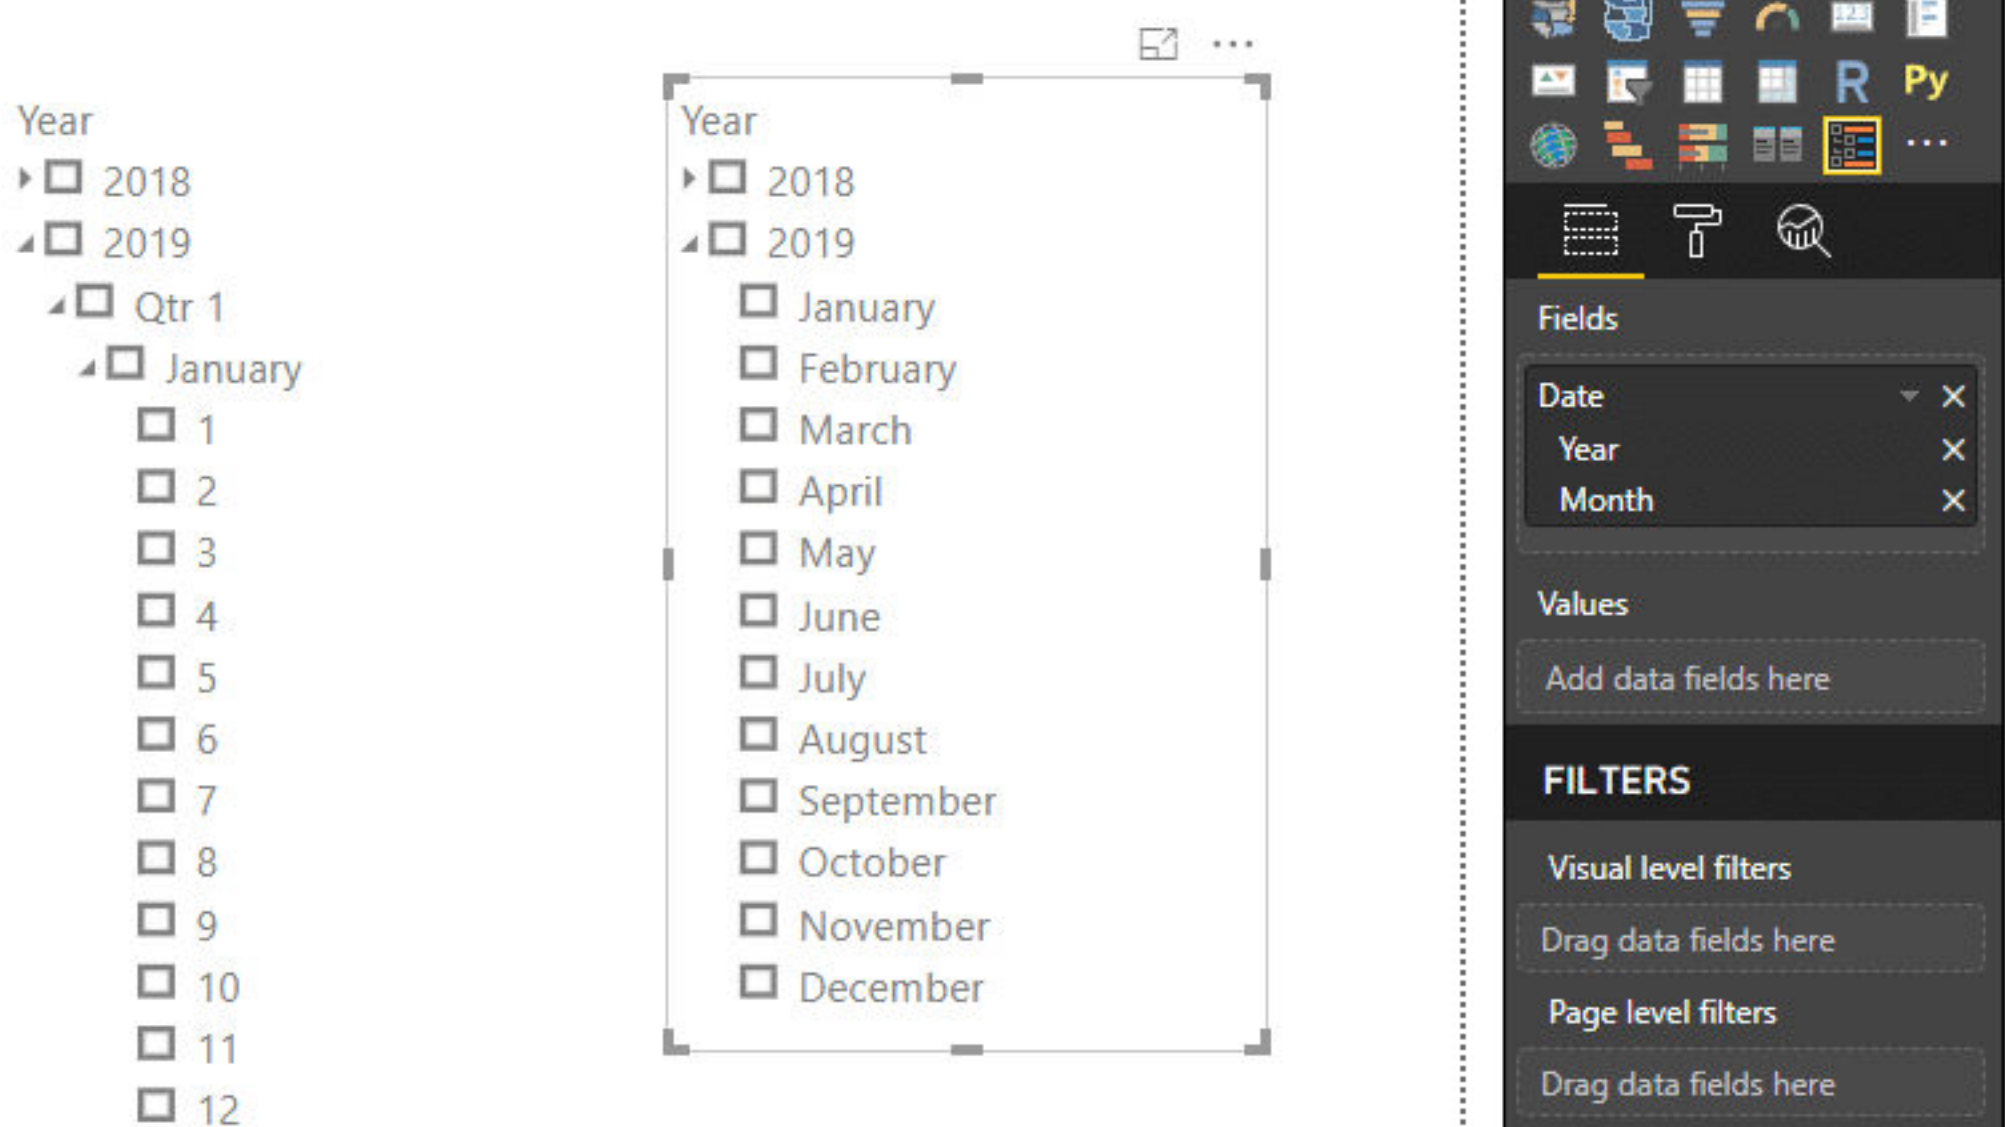 Year
2018
2019
Qtr 1
January
1
2
3
4
5
6
7
8
9
10
11
12
Year
2018
2019
January
February
March
April
May
June
July
August
September
October
November
December
123
R
Py
Fields
Date
Year
Month
Values
Add data fields here
FILTERS
Visual level filters
Drag data fields here
Page level filters
Drag data fields here